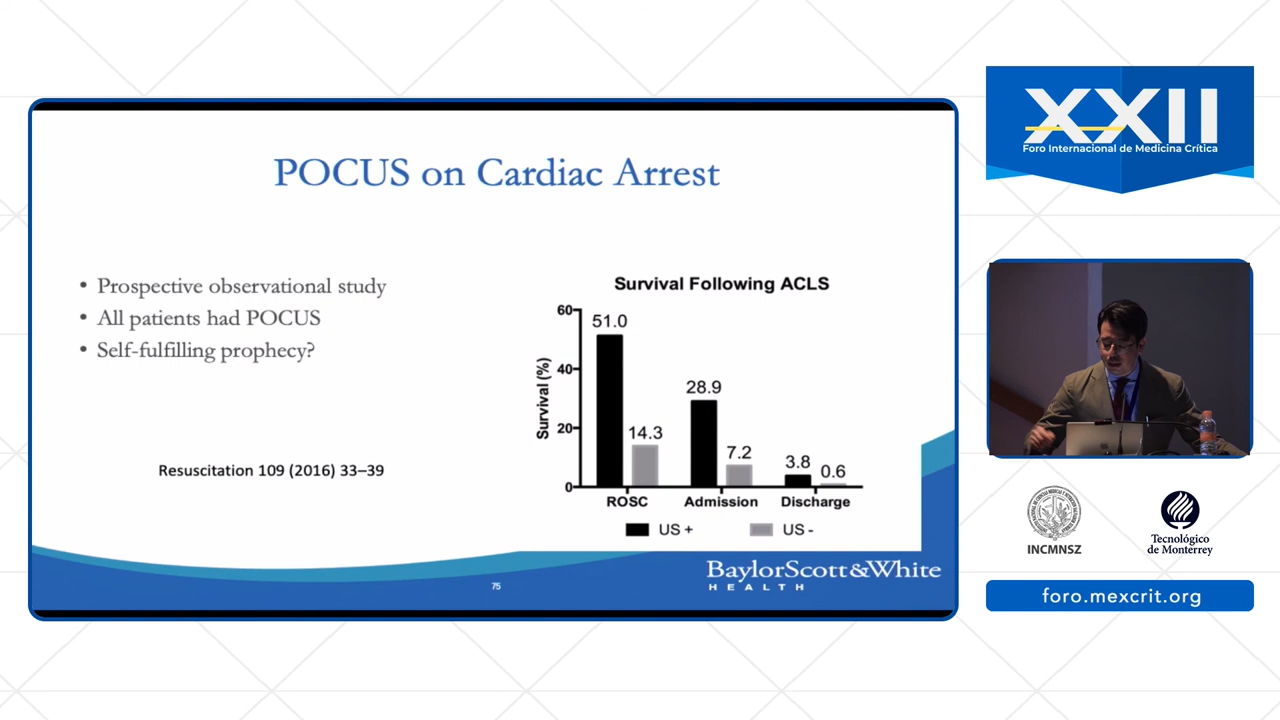 POCUS on Cardiac Arrest
• Prospective observational study
• All patients had POCUS
• Self-fulfilling prophecy?
Resuscitation 109 (2016) 33–39
Survival Following ACLS
Survival (%)
60
40
20
0
51.0
14.3
28.9
7.2
3.8
0.6
ROSC Admission Discharge
US + US -
75
BaylorScott&White
HEALTH
XXII
Foro Internacional de Medicina Crítica
INCMNSZ
Tecnológico
de Monterrey
foro.mexcrit.org